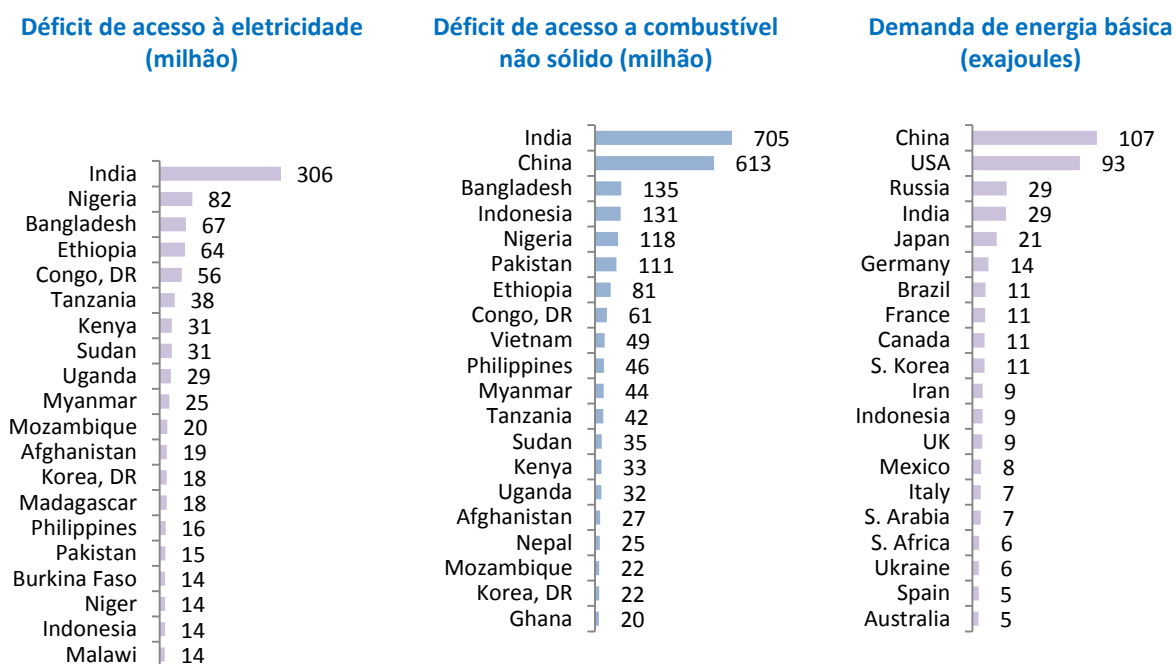 Déficit de acesso à eletricidade
(milhão)
India 306
Nigeria 82
Bangladesh 67
Ethiopia 64
Congo, DR 56
Tanzania 38
Kenya 31
Sudan 31
Uganda 29
Myanmar 25
Mozambique 20
Afghanistan 19
Korea, DR 18
Madagascar 18
Philippines 16
Pakistan 15
Burkina Faso 14
Niger 14
Indonesia 14
Malawi 14
Déficit de acesso a combustível
não sólido (milhão)
India 705
China 613
Bangladesh 135
Indonesia 131
Nigeria 118
Pakistan 111
Ethiopia 81
Congo, DR 61
Vietnam 49
Philippines 46
Myanmar 44
Tanzania 42
Sudan 35
Kenya 33
Uganda 32
Afghanistan 27
Nepal 25
Mozambique 22
Korea, DR 22
Ghana 20
Demanda de energia básica
(exajoules)
China 107
USA 93
Russia 29
India 29
Japan 21
Germany 14
Brazil 11
France 11
Canada 11
S. Korea 11
Iran 9
Indonesia 9
UK 9
Mexico 8
Italy 7
S. Arabia 7
S. Africa 6
Ukraine 6
Spain 5
Australia 5